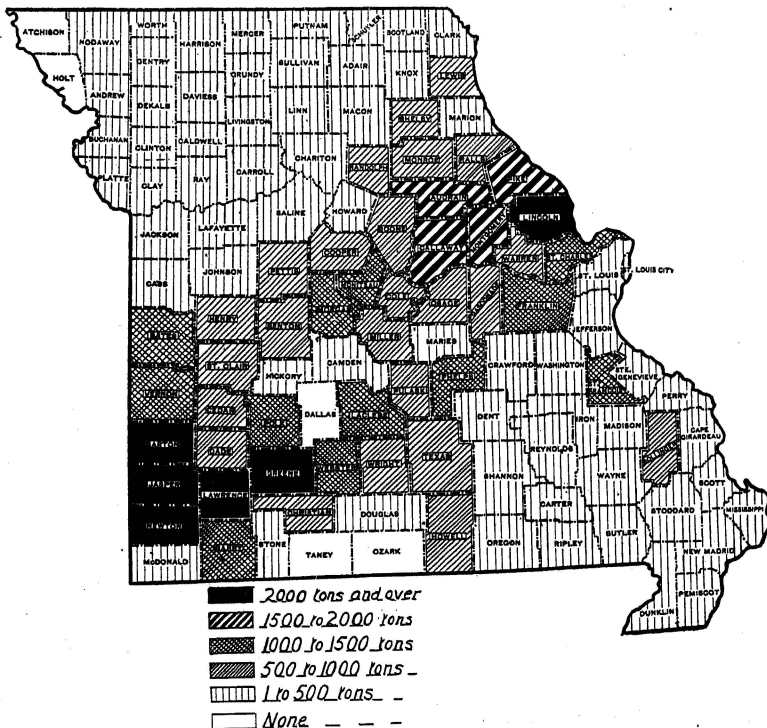 WORTH
PUTNAM
SCHUYLER
SCOTLAND
CLARK
ATCHISON
NODAWAY
HARRISON
MERCER
GENTRY
SULLIVAN
ADAIR
KNOX
LEWIS
HOLT
GRUNDY
ANDREW
DEKALB
DAVIESS
LINN
MACON
SHELBY
MARION
LIVINGSTON
BUCHANAN
CLINTON
CALDWELL
CHARITON
RANDOLPH
MONROE
RALLS
PLATTE
CLAY
RAY
CARROLL
PIKE
AUDRAIN
SALINE
HOWARD
BOONE
LINCOLN
JACKSON
LAFAYETTE
CALLAWAY
MONTGOMERY
COOPER
WARREN
ST. CHARLES
JOHNSON
PETTIS
ST. LOUIS
ST. LOUIS CITY
CASS
MONITEAU
COLE
OSAGE
GASCONADE
FRANKLIN
HENRY
BENTON
MORGAN
MILLER
JEFFERSON
BATES
MARIES
ST. CLAIR
CAMDEN
CRAWFORD
WASHINGTON
STE.
GENEVIEVE
HICKORY
PHELPS
VERNON
PULASKI
ST.
FRANCOIS
PERRY
CEDAR
DALLAS
LACLEDE
DENT
IRON
MADISON
POLK
CAPE
GIRARDEAU
BARTON
DADE
TEXAS
REYNOLDS
BOLLINGER
GREENE
WEBSTER
WRIGHT
SHANNON
WAYNE
JASPER
LAWRENCE
SCOTT
CARTER
STODDARD
MISSISSIPPI
CHRISTIAN
DOUGLAS
NEWTON
HOWELL
BARRY
STONE
TANEY
OZARK
OREGON
RIPLEY
BUTLER
NEW MADRID
McDONALD
PEMISCOT
DUNKLIN
2000 tons and over
1500 to 2000 tons
1000 to 1500 tons
500 to 1000 tons –
1 to 500 tons – –
None – – –